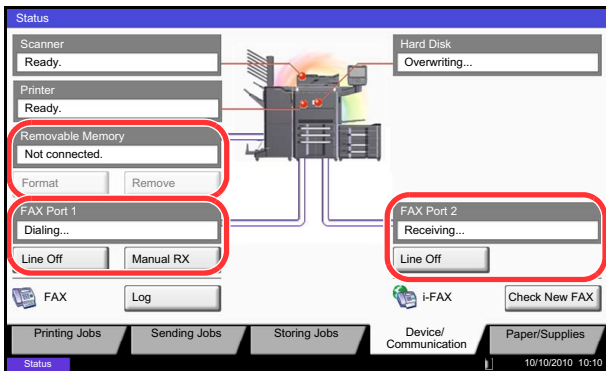 Status
Scanner
Ready.
Hard Disk
Overwriting...
Printer
Ready.
Removable Memory
Not connected.
Format Remove
FAX Port 1
Dialing...
Line Off Manual RX
FAX Port 2
Receiving...
Line Off
FAX Log
i-FAX Check New FAX
Printing Jobs Sending Jobs Storing Jobs Device/
Communication Paper/Supplies
Status 10/10/2010 10:10